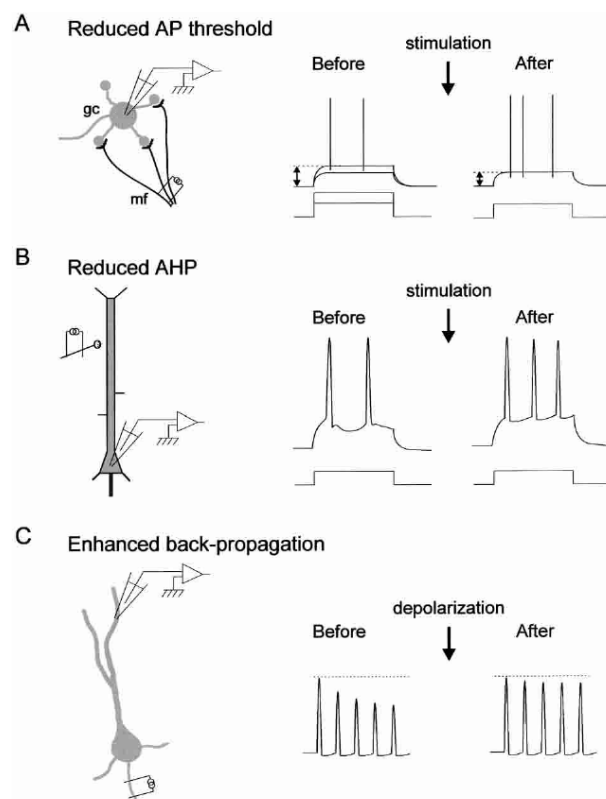 A Reduced AP threshold
stimulation
Before After
gc
mf
B Reduced AHP
stimulation
Before After
C Enhanced back-propagation
depolarization
Before After